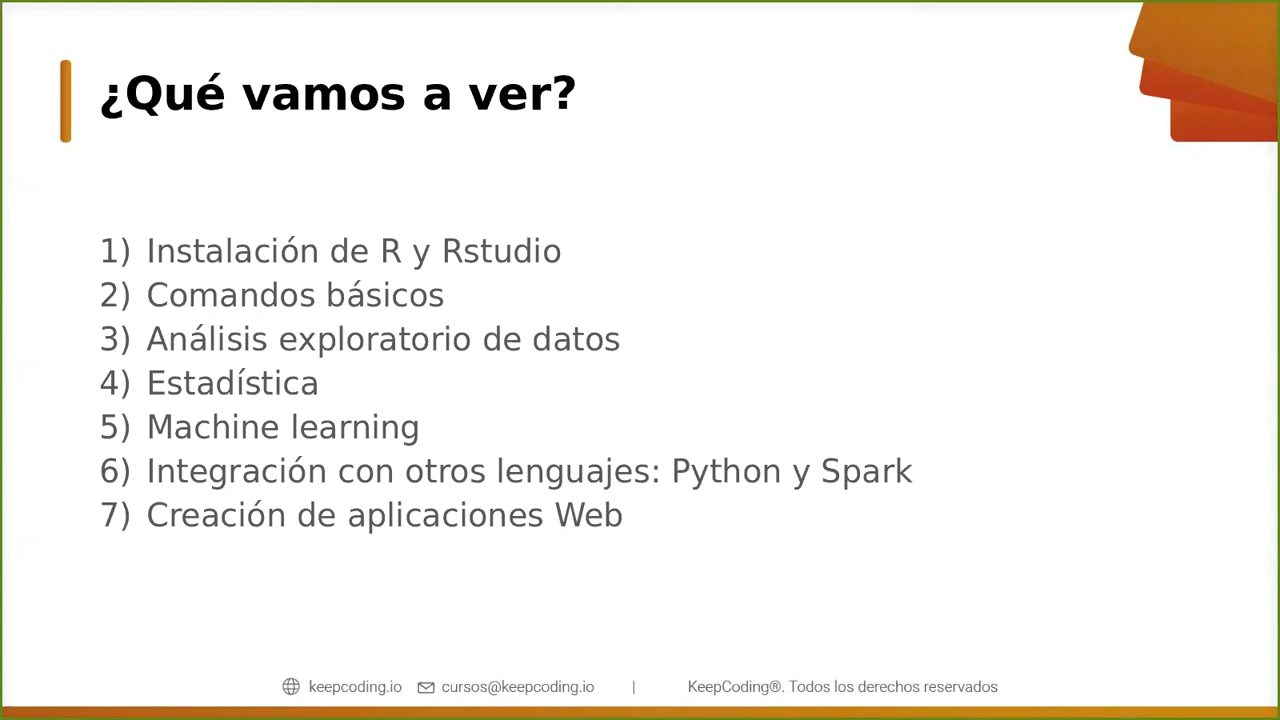 ¿Qué vamos a ver?
1) Instalación de R y Rstudio
2) Comandos básicos
3) Análisis exploratorio de datos
4) Estadística
5) Machine learning
6) Integración con otros lenguajes: Python y Spark
7) Creación de aplicaciones Web
keepcoding.io cursos@keepcoding.io | KeepCoding®. Todos los derechos reservados